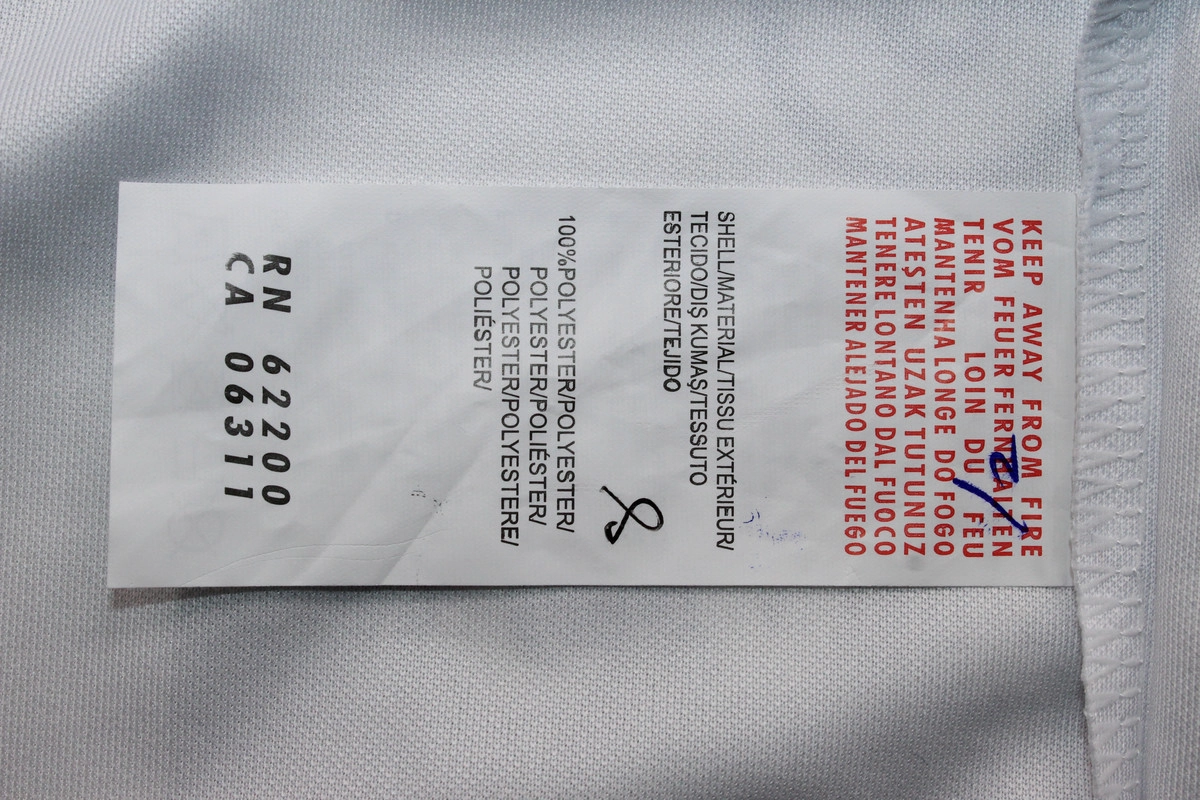 KEEP AWAY FROM FIRE
VOM FEUER FERNHALTEN
TENIR LOIN DU FEU
MANTENHA LONGE DO FOGO
ATEŞTEN UZAK TUTUNUZ
TENERE LONTANO DAL FUOCO
MANTENER ALEJADO DEL FUEGO
SHELL/MATERIAL/TISSU EXTÉRIEUR/
TECIDO/DIŞ KUMAŞ/TESSUTO
ESTERIORE/TEJIDO
100%POLYESTER/POLYESTER/
POLYESTER/POLIÉSTER/
POLYESTER/POLYESTERE/
POLIÉSTER/
RN 62200
CA 06311